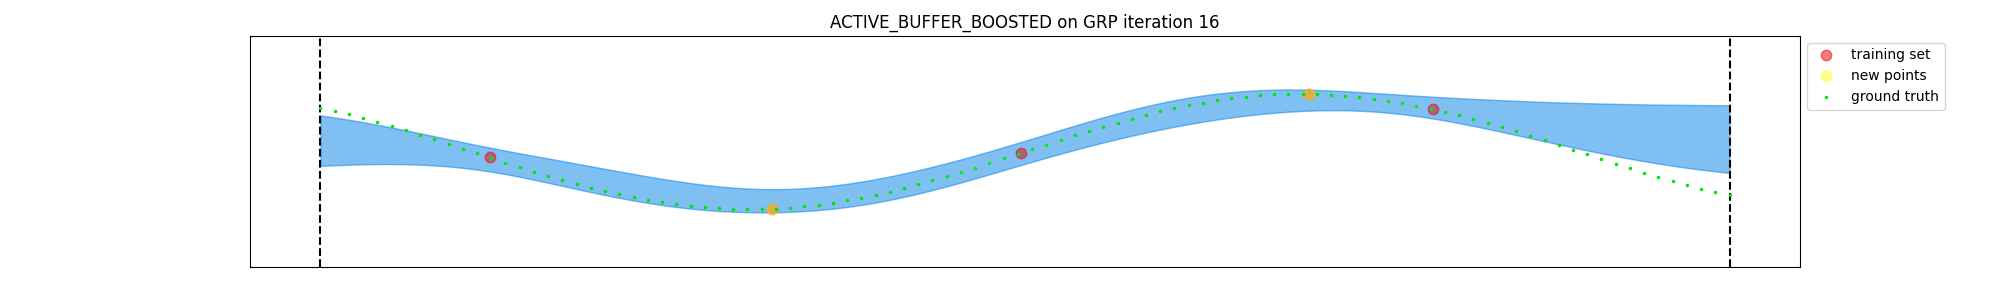 ACTIVE_BUFFER_BOOSTED on GRP iteration 16
training set
new points
ground truth